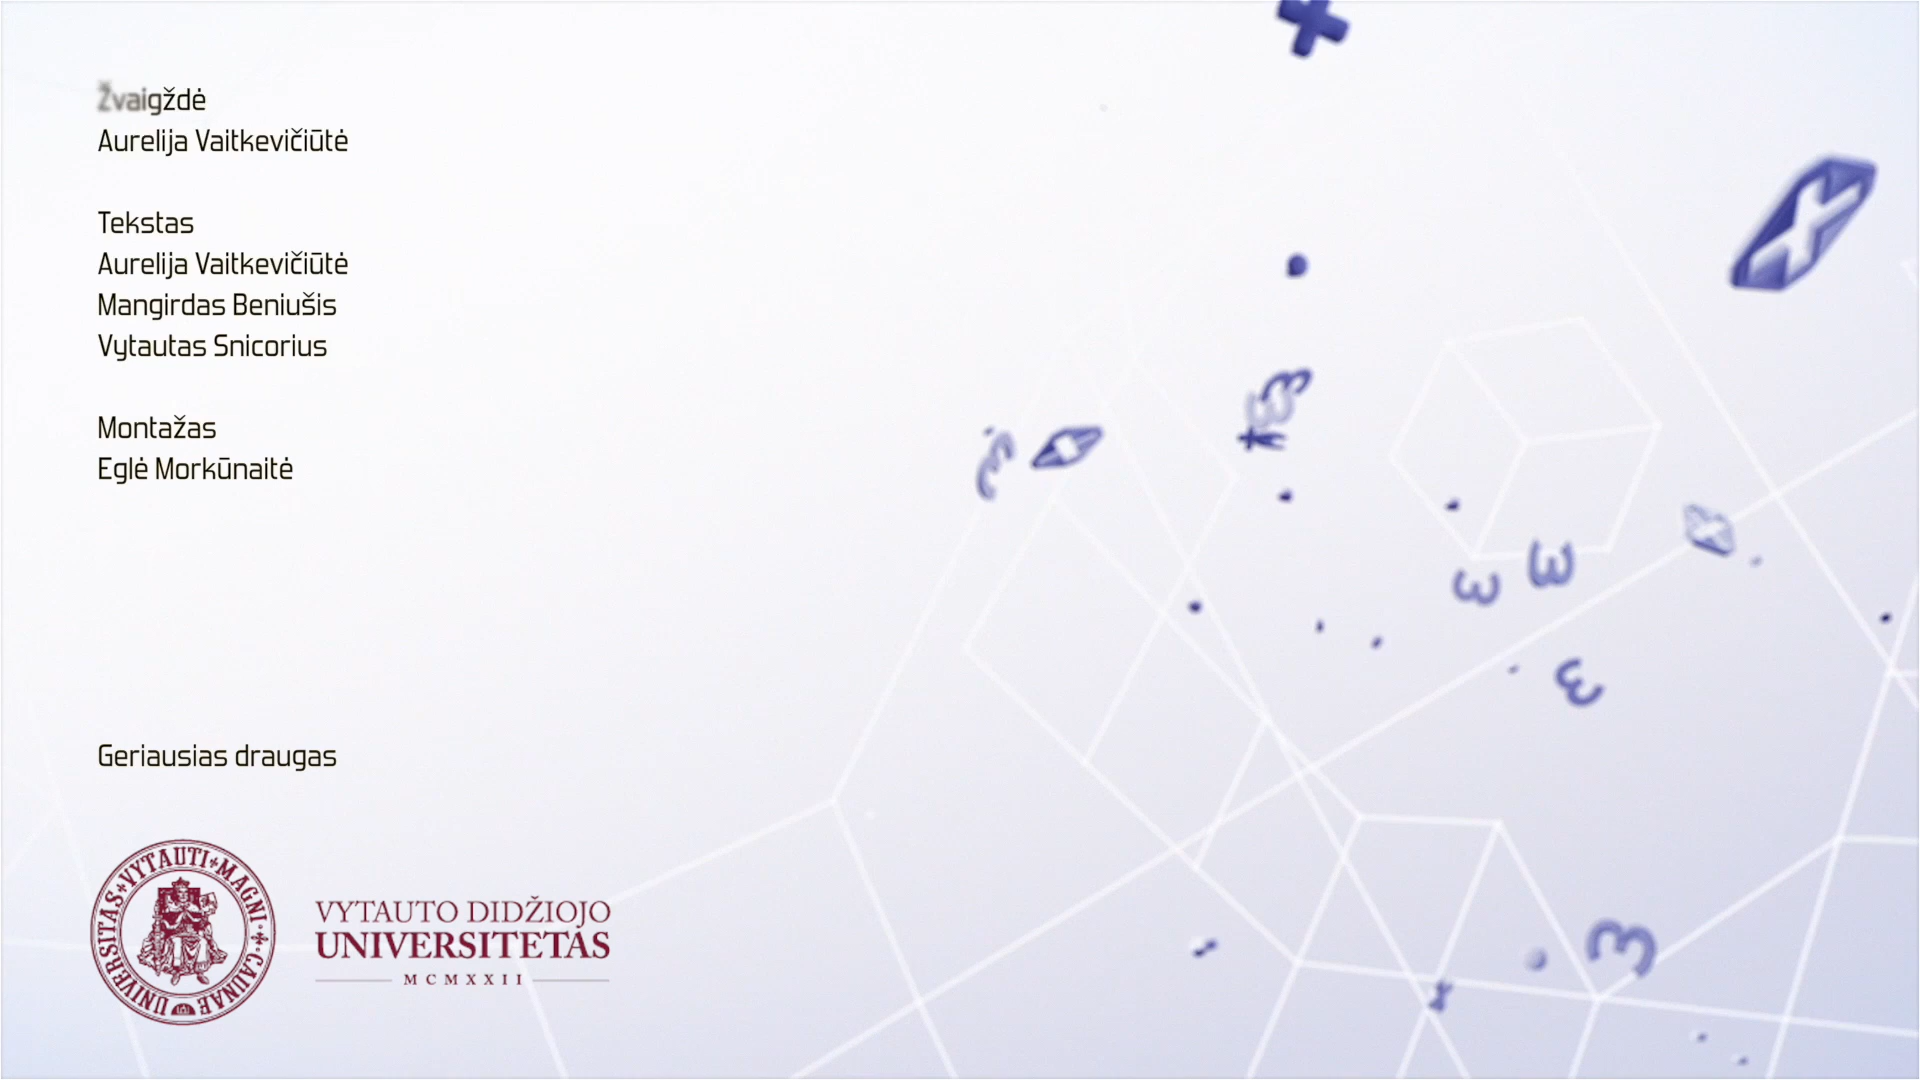 Žvaigždė
Aurelija Vaitkevičiūtė
Tekstas
Aurelija Vaitkevičiūtė
Mangirdas Beniušis
Vytautas Snicorius
Montažas
Eglė Morkūnaitė
Geriausias draugas
UNIVERSITAS VYTAUTI MAGNI CAUNAE
VYTAUTO DIDŽIOJO
UNIVERSITETAS
MCMXXII